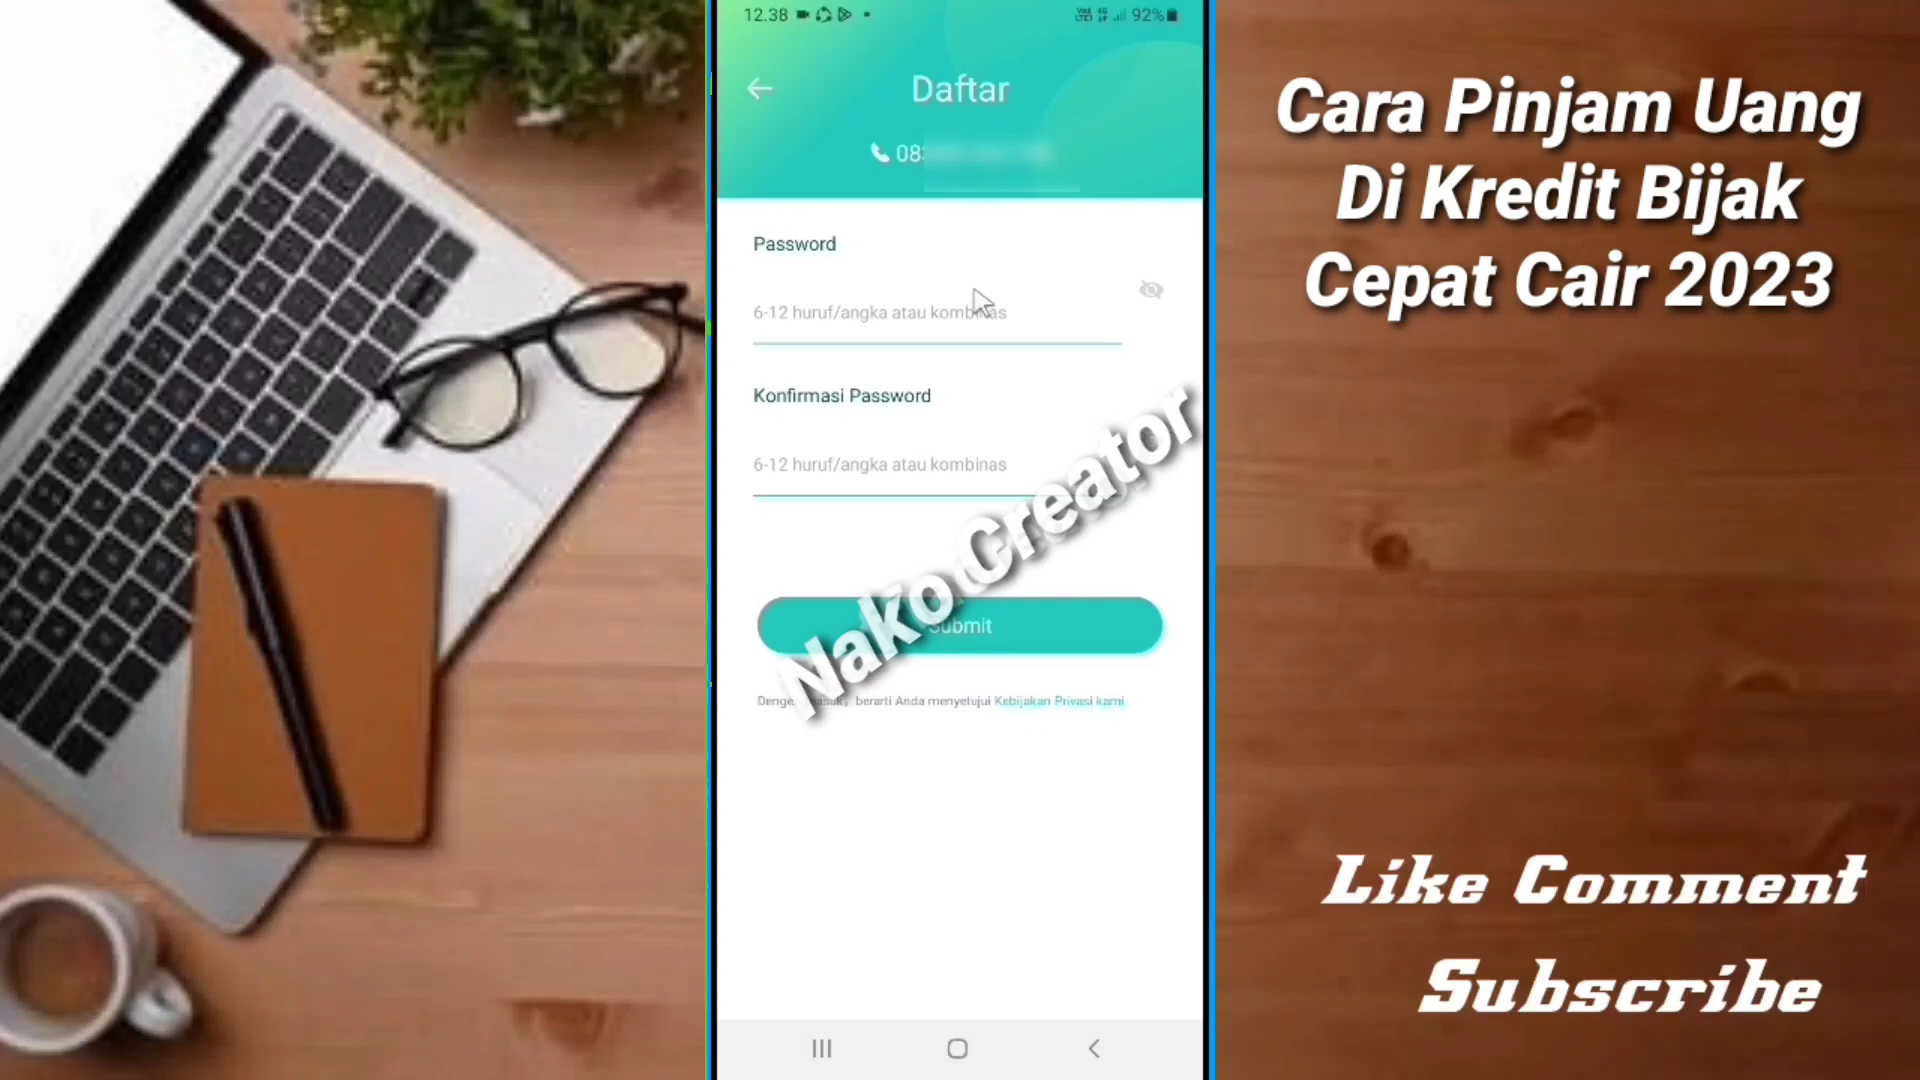 12.38
92%
Daftar
08
Password
6-12 huruf/angka atau kombinas
Konfirmasi Password
6-12 huruf/angka atau kombinas
Submit
berarti Anda menyetujui Kebijakan Privasi kami
Nako Creator
Cara Pinjam Uang
Di Kredit Bijak
Cepat Cair 2023
Like Comment
Subscribe